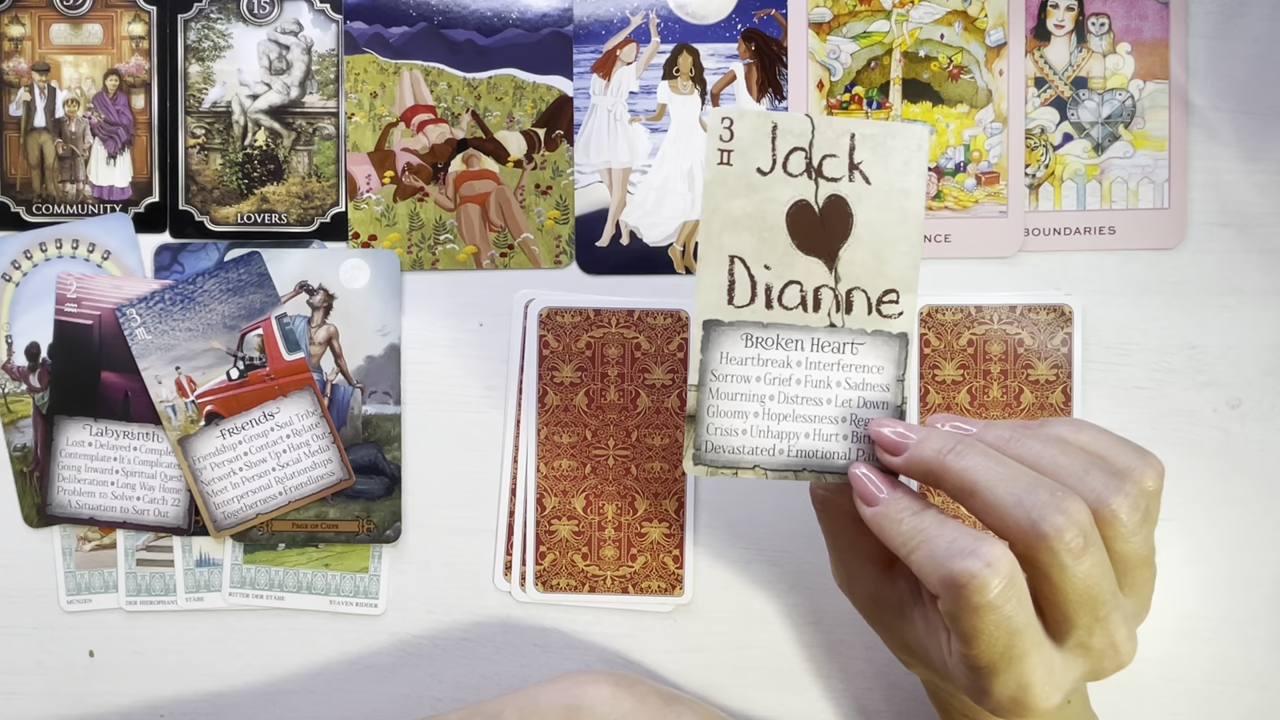 39
15
COMMUNITY
LOVERS
NCE
BOUNDARIES
3
Jack
Dianne
Broken Heart
Heartbreak • Interference
Sorrow • Grief • Funk • Sadness
Mourning • Distress • Let Down
Gloomy • Hopelessness •
Crisis • Unhappy • Hurt •
Devastated • Emotional
2
Labyrinth
Lost • Delayed •
Contemplate • It's Complicated
Going Inward • Spiritual Quest
Deliberation • Long Way Home
Problem to Solve • Catch 22
A Situation to Sort Out
3
Friends
Friendship • Group • Soul Tribe
Person • Contact • Relate
Network • Show Up • Hang Out
Meet In Person • Social Media
Interpersonal Relationships
Togetherness • Friendliness
PAGE OF CUPS
MÜNZEN
DER HIEROPHANT
STÄBE
RITTER DER STÄBE
STAVEN RIDDER